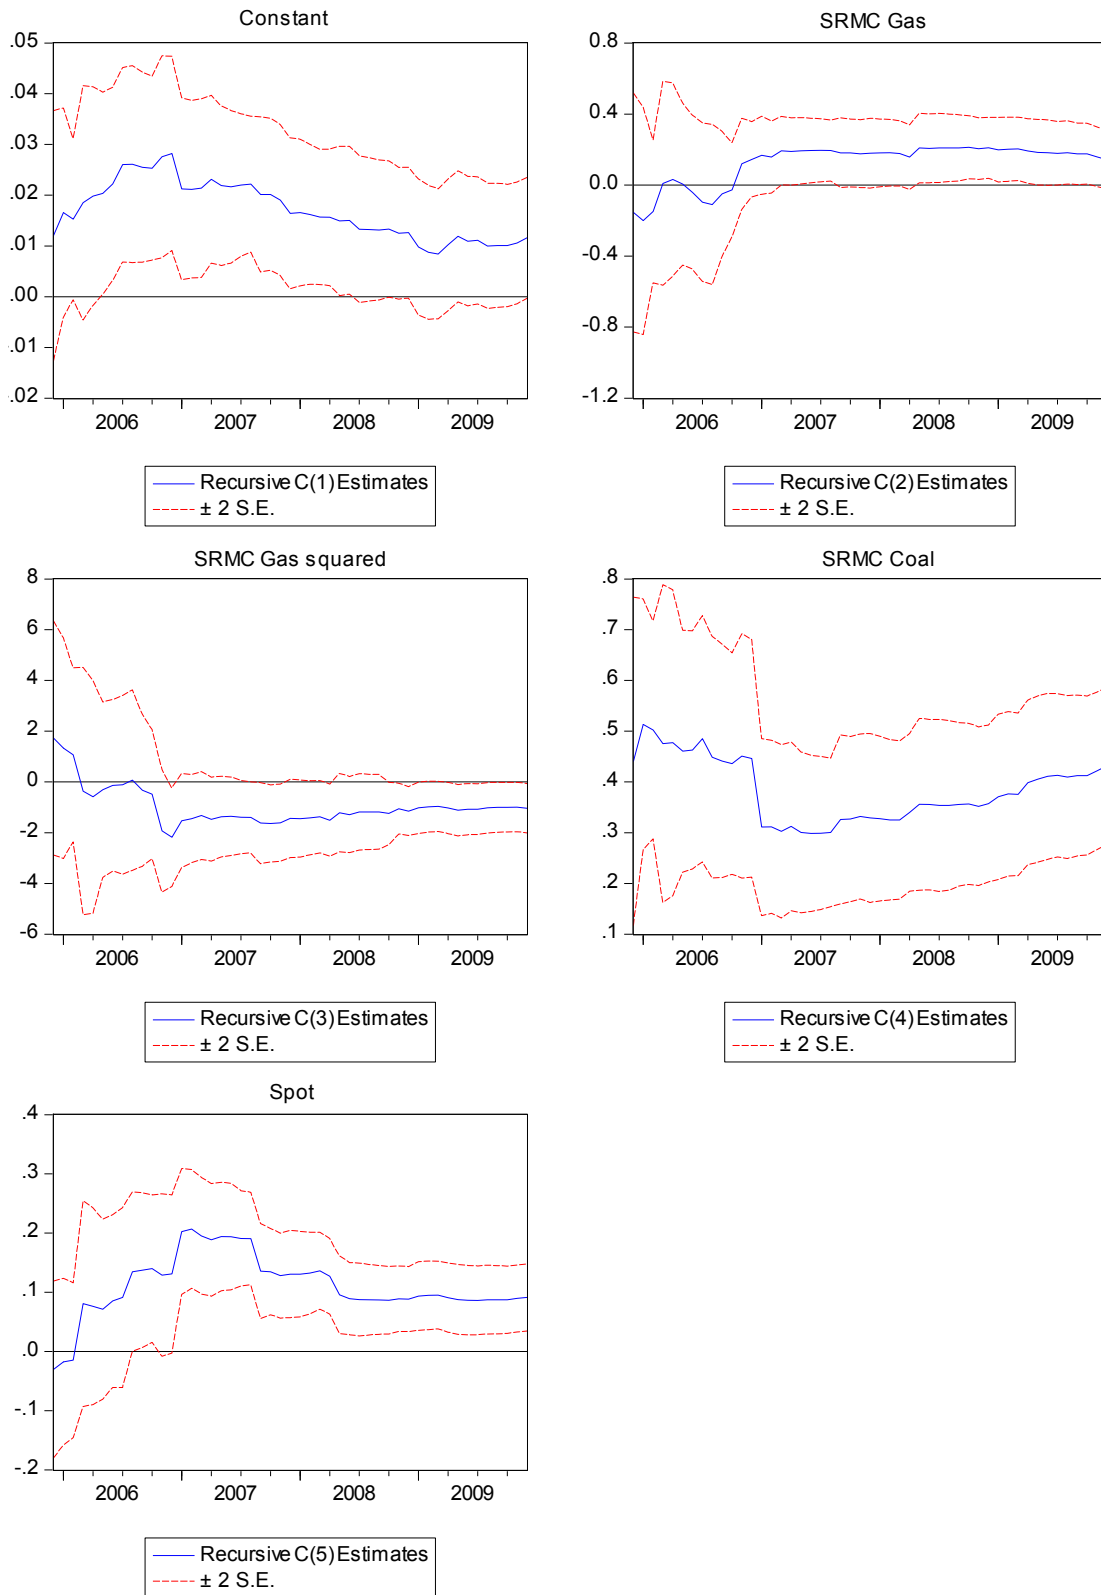 Constant
.05
.04
.03
.02
.01
.00
.01
.02
2006 2007 2008 2009
Recursive C(1) Estimates
± 2 S.E.
SRMC Gas
0.8
0.4
0.0
-0.4
-0.8
-1.2
2006 2007 2008 2009
Recursive C(2) Estimates
± 2 S.E.
SRMC Gas squared
8
6
4
2
0
-2
-4
-6
2006 2007 2008 2009
Recursive C(3) Estimates
± 2 S.E.
SRMC Coal
.8
.7
.6
.5
.4
.3
.2
.1
2006 2007 2008 2009
Recursive C(4) Estimates
± 2 S.E.
Spot
.4
.3
.2
.1
.0
-.1
-.2
2006 2007 2008 2009
Recursive C(5) Estimates
± 2 S.E.